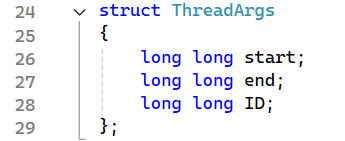 24 struct ThreadArgs
25 {
26     long long start;
27     long long end;
28     long long ID;
29 };